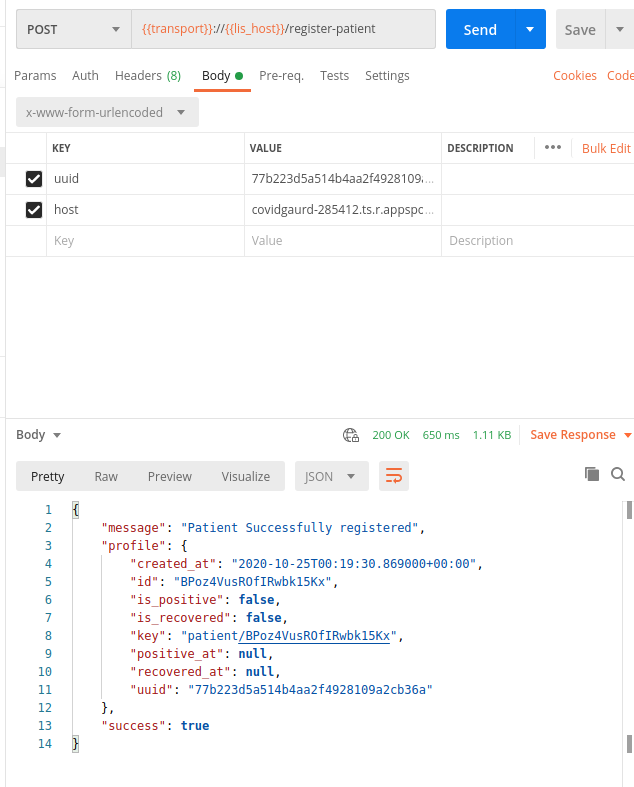 POST {{transport}}://{{lis_host}}/register-patient Send Save
Params Auth Headers (8) Body Pre-req. Tests Settings Cookies Code
x-www-form-urlencoded
KEY VALUE DESCRIPTION ••• Bulk Edit
uuid 77b223d5a514b4aa2f4928109...
host covidgaurd-285412.ts.r.appspo...
Key Value Description
Body 200 OK 650 ms 1.11 KB Save Response
Pretty Raw Preview Visualize JSON
1 {
2 "message": "Patient Successfully registered",
3 "profile": {
4 "created_at": "2020-10-25T00:19:30.869000+00:00",
5 "id": "BPoz4VusROfIRwbk15Kx",
6 "is_positive": false,
7 "is_recovered": false,
8 "key": "patient/BPoz4VusROfIRwbk15Kx",
9 "positive_at": null,
10 "recovered_at": null,
11 "uuid": "77b223d5a514b4aa2f4928109a2cb36a"
12 },
13 "success": true
14 }